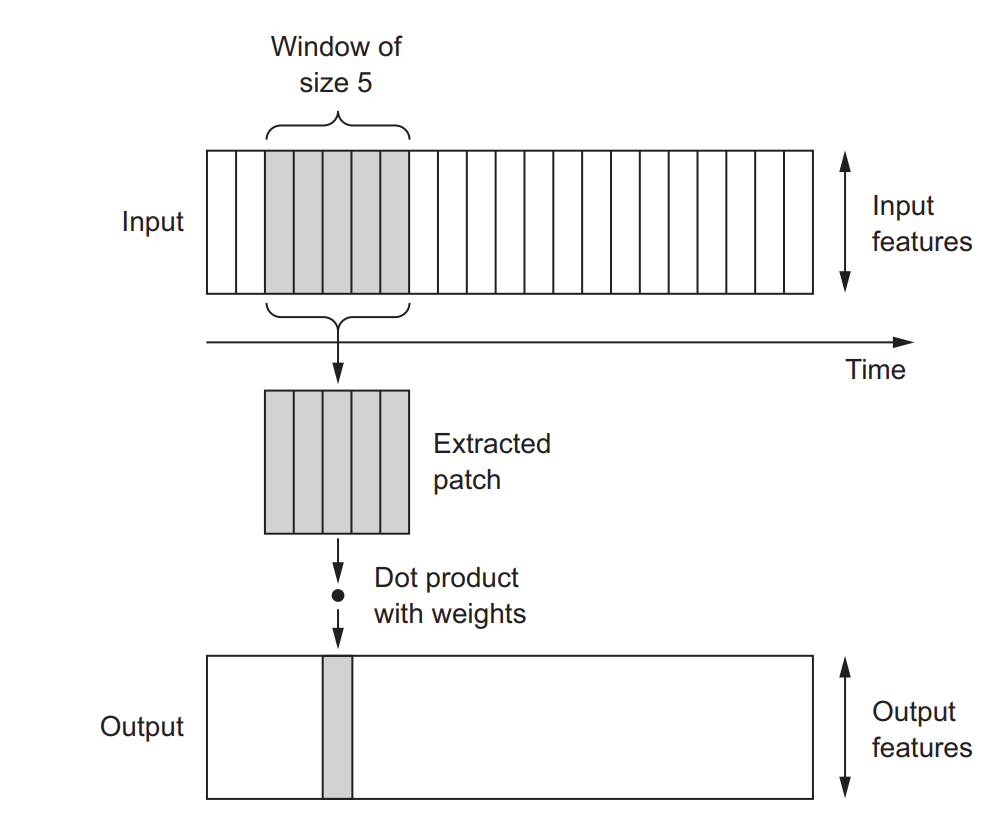 Window of
size 5
Input
Input
features
Time
Extracted
patch
Dot product
with weights
Output
Output
features